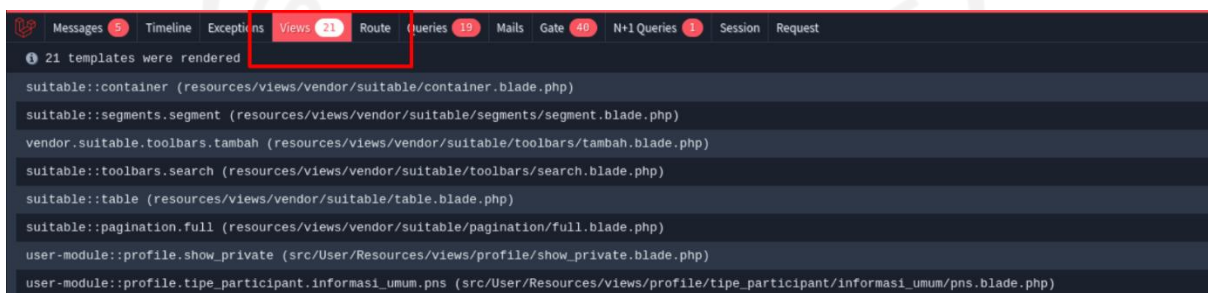 Messages 5 Timeline Exceptions Views 21 Route Queries 19 Mails Gate 40 N+1 Queries 1 Session Request
21 templates were rendered
suitable::container (resources/views/vendor/suitable/container.blade.php)
suitable::segments.segment (resources/views/vendor/suitable/segments/segment.blade.php)
vendor.suitable.toolbars.tambah (resources/views/vendor/suitable/toolbars/tambah.blade.php)
suitable::toolbars.search (resources/views/vendor/suitable/toolbars/search.blade.php)
suitable::table (resources/views/vendor/suitable/table.blade.php)
suitable::pagination.full (resources/views/vendor/suitable/pagination/full.blade.php)
user-module::profile.show_private (src/User/Resources/views/profile/show_private.blade.php)
user-module::profile.tipe_participant.informasi_umum.pns (src/User/Resources/views/profile/tipe_participant/informasi_umum/pns.blade.php)